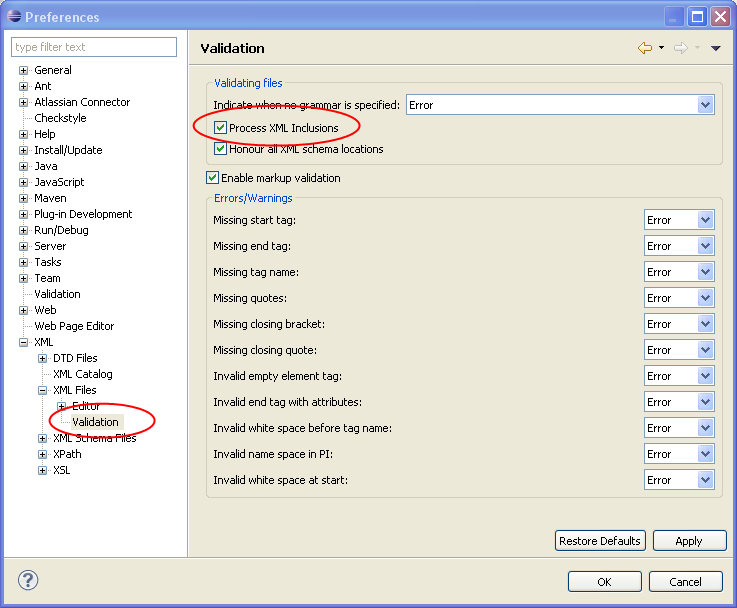 Preferences
type filter text
General
Ant
Atlassian Connector
Checkstyle
Help
Install/Update
Java
JavaScript
Maven
Plug-in Development
Run/Debug
Server
Tasks
Team
Validation
Web
Web Page Editor
XML
DTD Files
XML Catalog
XML Files
Editor
Validation
XML Schema Files
XPath
XSL
Validation
Validating files
Indicate when no grammar is specified: Error
Process XML Inclusions
Honour all XML schema locations
Enable markup validation
Errors/Warnings
Missing start tag: Error
Missing end tag: Error
Missing tag name: Error
Missing quotes: Error
Missing closing bracket: Error
Missing closing quote: Error
Invalid empty element tag: Error
Invalid end tag with attributes: Error
Invalid white space before tag name: Error
Invalid name space in PI: Error
Invalid white space at start: Error
Restore Defaults Apply
? OK Cancel